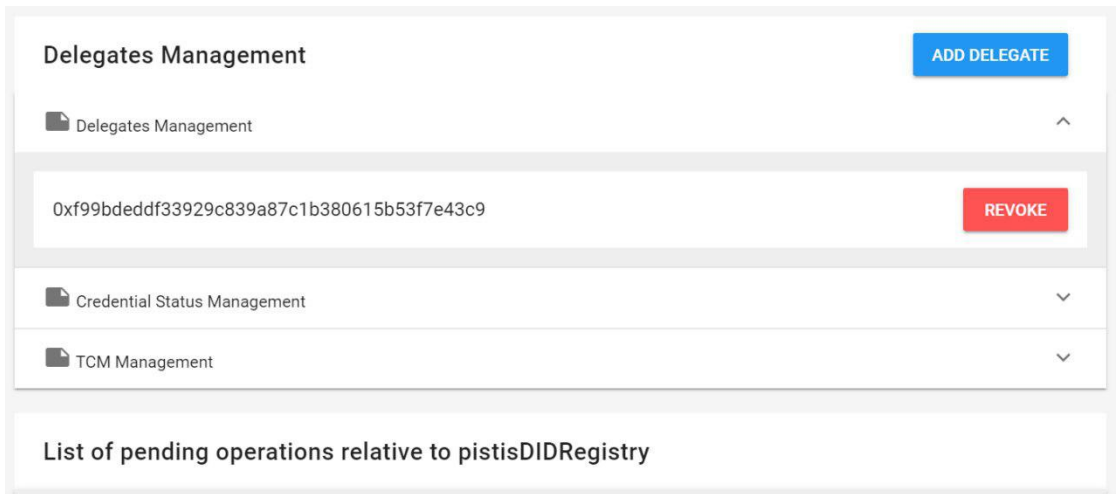 Delegates Management
ADD DELEGATE
Delegates Management
0xf99bdeddf33929c839a87c1b380615b53f7e43c9
REVOKE
Credential Status Management
TCM Management
List of pending operations relative to pistisDIDRegistry